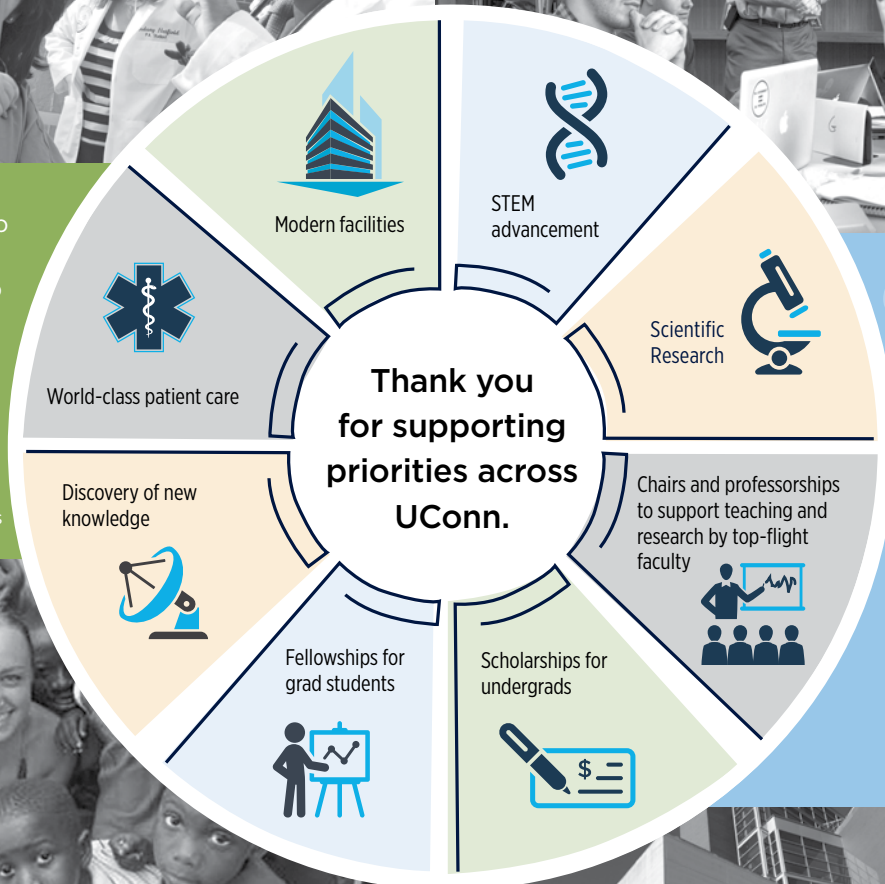 Modern facilities
STEM
advancement
Scientific
Research
World-class patient care
Thank you
for supporting
priorities across
UConn.
Chairs and professorships
to support teaching and
research by top-flight
faculty
Discovery of new
knowledge
Fellowships for
grad students
Scholarships for
undergrads
$